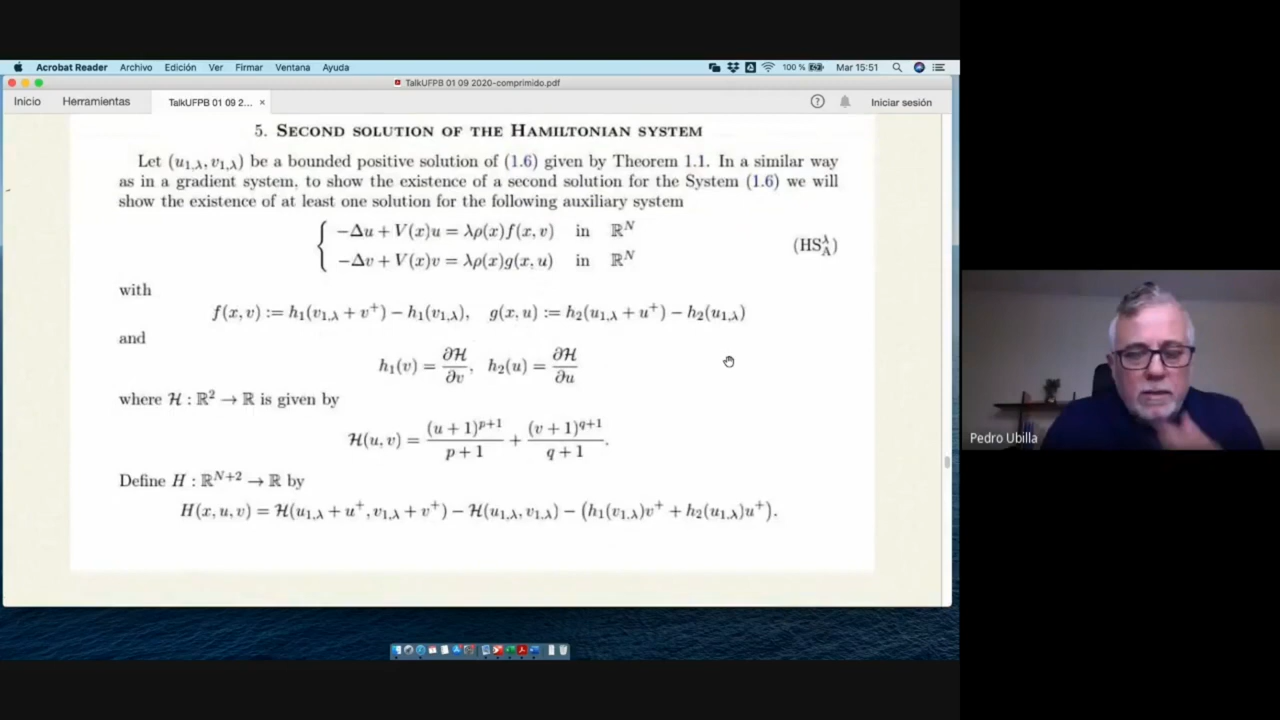 Acrobat Reader Archivo Edición Ver Firmar Ventana Ayuda 100 % Mar 15:51
TalkUFPB 01 09 2020-comprimido.pdf
Inicio Herramientas TalkUFPB 01 09 2... × ? Iniciar sesión
5. SECOND SOLUTION OF THE HAMILTONIAN SYSTEM
Let (u₁,λ, v₁,λ) be a bounded positive solution of (1.6) given by Theorem 1.1. In a similar way
as in a gradient system, to show the existence of a second solution for the System (1.6) we will
show the existence of at least one solution for the following auxiliary system
−Δu + V(x)u = λρ(x)f(x, v) in ℝᴺ
(HS_A^λ)
−Δv + V(x)v = λρ(x)g(x, u) in ℝᴺ
with
f(x, v) := h₁(v₁,λ + v⁺) − h₁(v₁,λ), g(x, u) := h₂(u₁,λ + u⁺) − h₂(u₁,λ)
and
h₁(v) = ∂ℋ/∂v, h₂(u) = ∂ℋ/∂u
where ℋ : ℝ² → ℝ is given by
ℋ(u, v) = (u + 1)^{p+1}/(p + 1) + (v + 1)^{q+1}/(q + 1).
Define H : ℝᴺ⁺² → ℝ by
H(x, u, v) = ℋ(u₁,λ + u⁺, v₁,λ + v⁺) − ℋ(u₁,λ, v₁,λ) − (h₁(v₁,λ)v⁺ + h₂(u₁,λ)u⁺).
Pedro Ubilla